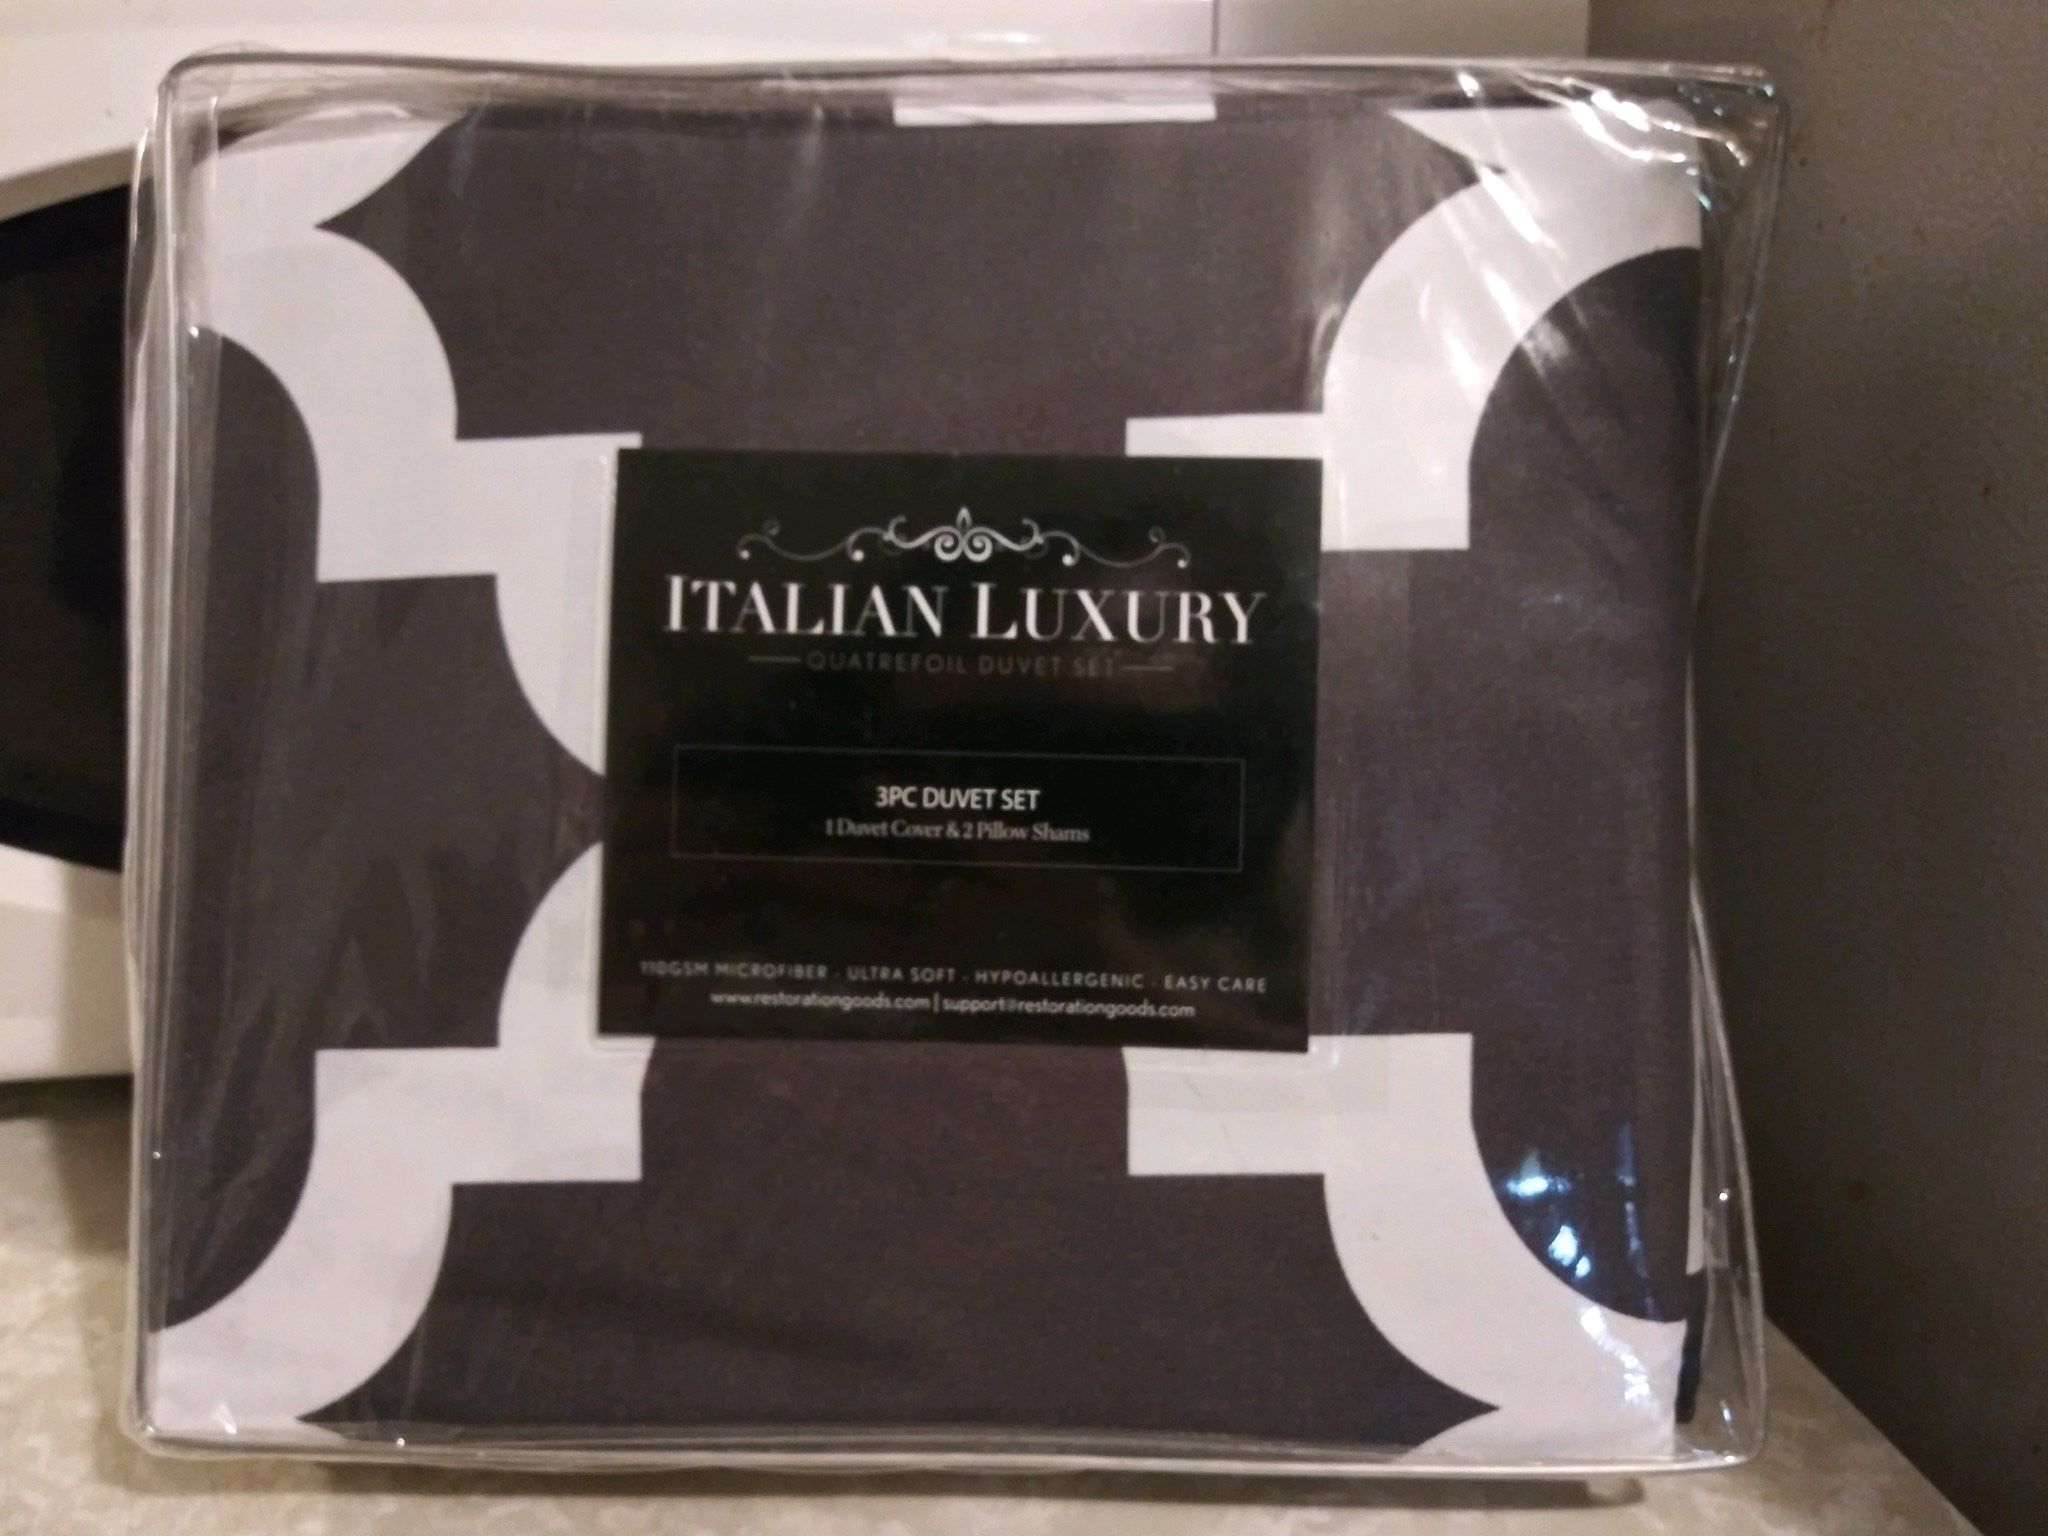 ITALIAN LUXURY
QUATREFOIL DUVET SET
3PC DUVET SET
1 Duvet Cover & 2 Pillow Shams
110GSM MICROFIBER - ULTRA SOFT - HYPOALLERGENIC - EASY CARE
www.restorationgoods.com | support@restorationgoods.com